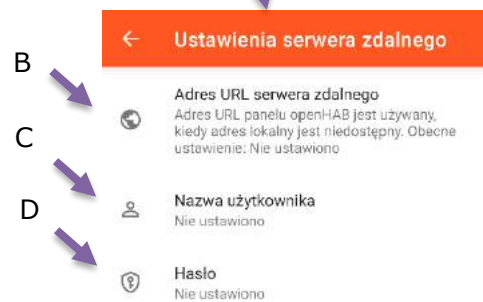 ← Ustawienia serwera zdalnego
B
Adres URL serwera zdalnego
Adres URL panelu openHAB jest używany,
kiedy adres lokalny jest niedostępny. Obecne
ustawienie: Nie ustawiono
C
Nazwa użytkownika
Nie ustawiono
D
Hasło
Nie ustawiono